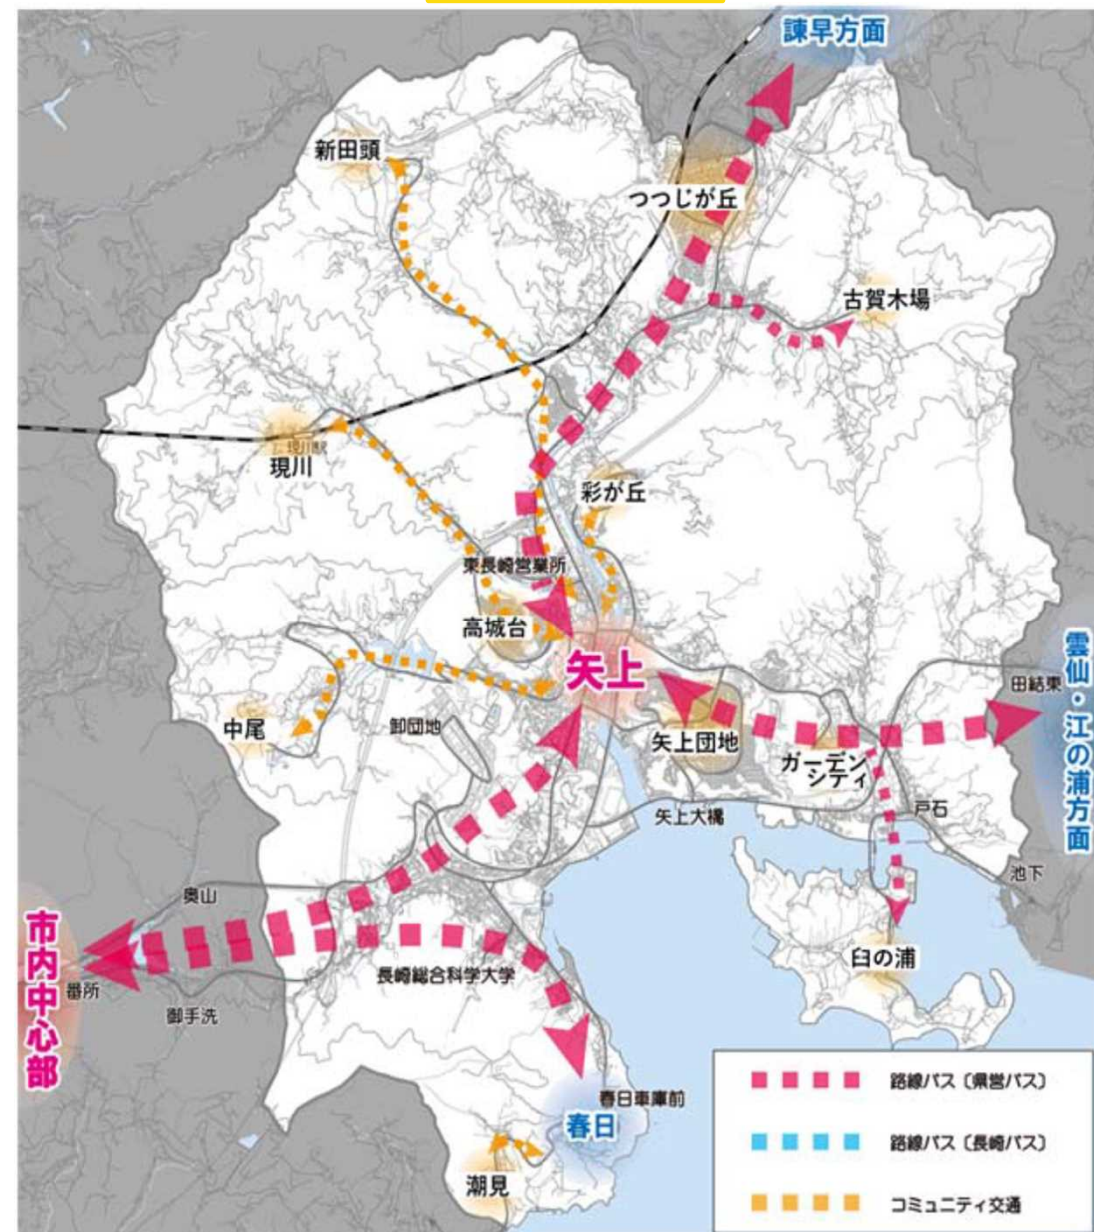 諫早方面
新田頭
つつじが丘
古賀木場
現川駅
現川
彩が丘
東長崎営業所
高城台
矢上
雲仙・江の浦方面
田結東
中尾
卸団地
矢上団地
ガーデン
シティ
矢上大橋
戸石
池下
奥山
市内中心部
番所
御手洗
長崎総合科学大学
臼の浦
春日車庫前
春日
潮見
路線バス〔県営バス〕
路線バス〔長崎バス〕
コミュニティ交通